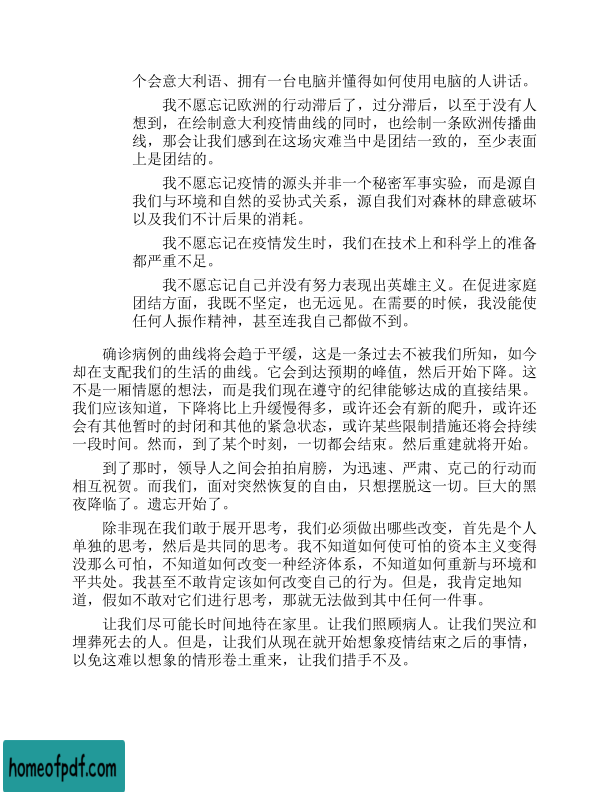 个会意大利语、拥有一台电脑并懂得如何使用电脑的人讲话。
我不愿忘记欧洲的行动滞后了，过分滞后，以至于没有人
想到，在绘制意大利疫情曲线的同时，也绘制一条欧洲传播曲
线，那会让我们感到在这场灾难当中是团结一致的，至少表面
上是团结的。
我不愿忘记疫情的源头并非一个秘密军事实验，而是源自
我们与环境和自然的妥协式关系，源自我们对森林的肆意破坏
以及我们不计后果的消耗。
我不愿忘记在疫情发生时，我们在技术上和科学上的准备
都严重不足。
我不愿忘记自己并没有努力表现出英雄主义。在促进家庭
团结方面，我既不坚定，也无远见。在需要的时候，我没能使
任何人振作精神，甚至连我自己都做不到。
确诊病例的曲线将会趋于平缓，这是一条过去不被我们所知，如今
却在支配我们的生活的曲线。它会到达预期的峰值，然后开始下降。这
不是一厢情愿的想法，而是我们现在遵守的纪律能够达成的直接结果。
我们应该知道，下降将比上升缓慢得多，或许还会有新的爬升，或许还
会有其他暂时的封闭和其他的紧急状态，或许某些限制措施还将会持续
一段时间。然而，到了某个时刻，一切都会结束。然后重建就将开始。
到了那时，领导人之间会拍拍肩膀，为迅速、严肃、克己的行动而
相互祝贺。而我们，面对突然恢复的自由，只想摆脱这一切。巨大的黑
夜降临了。遗忘开始了。
除非现在我们敢于展开思考，我们必须做出哪些改变，首先是个人
单独的思考，然后是共同的思考。我不知道如何使可怕的资本主义变得
没那么可怕，不知道如何改变一种经济体系，不知道如何重新与环境和
平共处。我甚至不敢肯定该如何改变自己的行为。但是，我肯定地知
道，假如不敢对它们进行思考，那就无法做到其中任何一件事。
让我们尽可能长时间地待在家里。让我们照顾病人。让我们哭泣和
埋葬死去的人。但是，让我们从现在就开始想象疫情结束之后的事情，
以免这难以想象的情形卷土重来，让我们措手不及。
homeofpdf.com